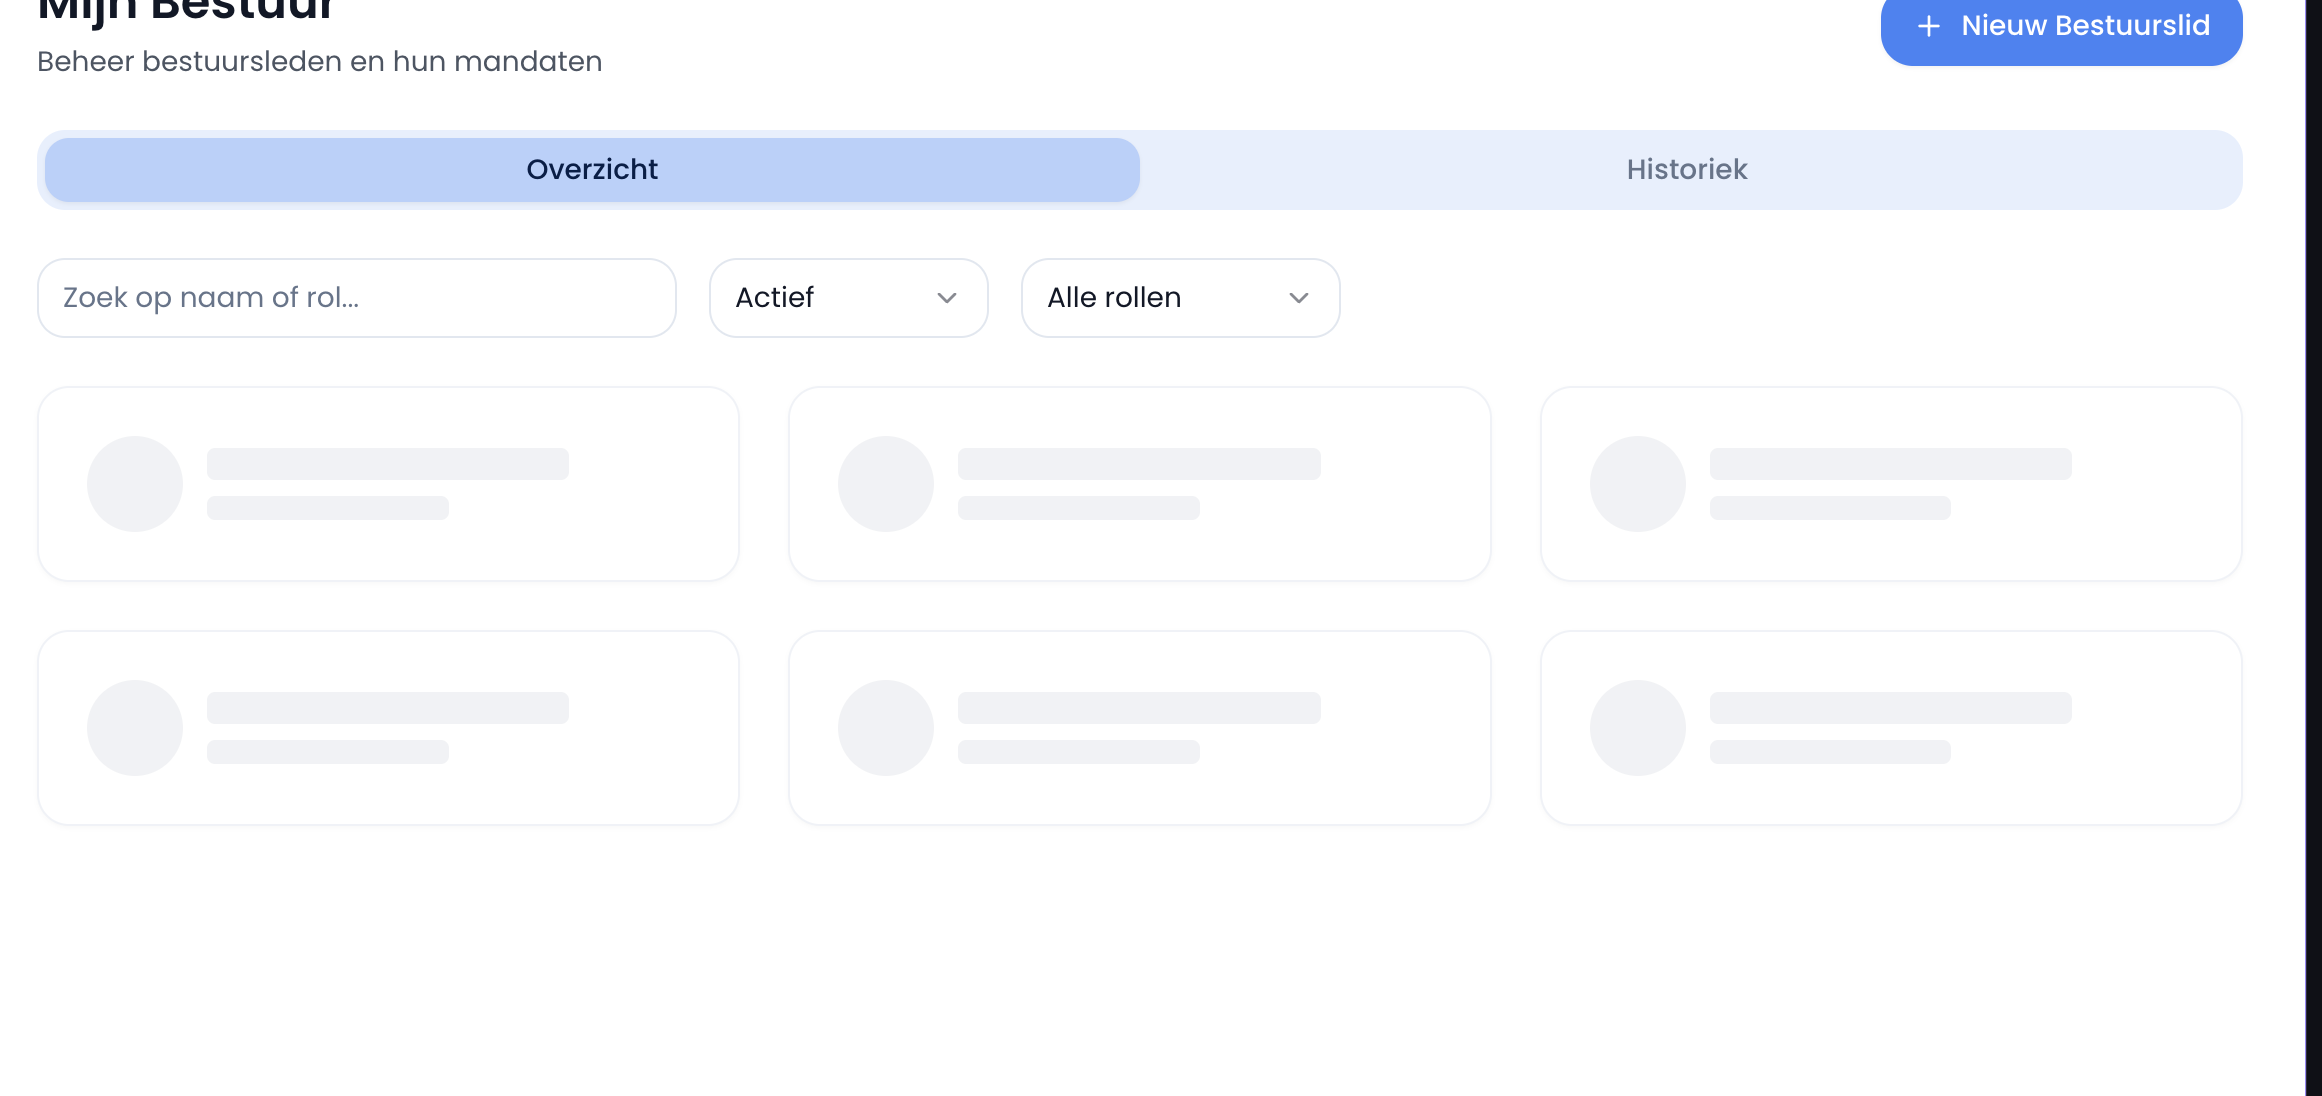 Mijn Bestuur
Beheer bestuursleden en hun mandaten
Nieuw Bestuurslid
Overzicht
Historiek
Zoek op naam of rol...
Actief
Alle rollen